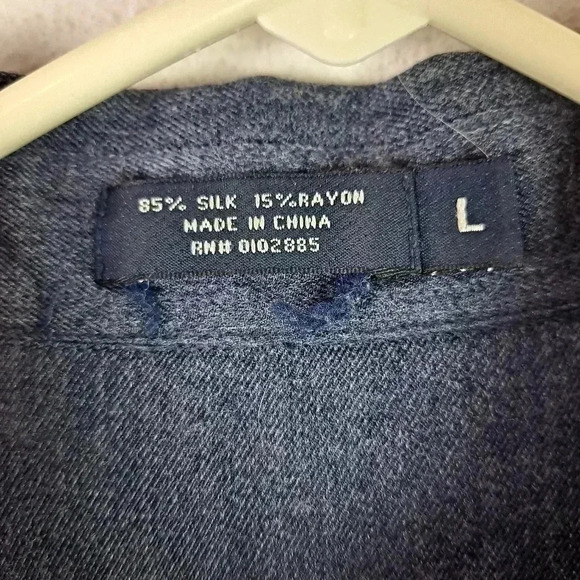 85% SILK 15% RAYON
MADE IN CHINA
RN# 0102885
L